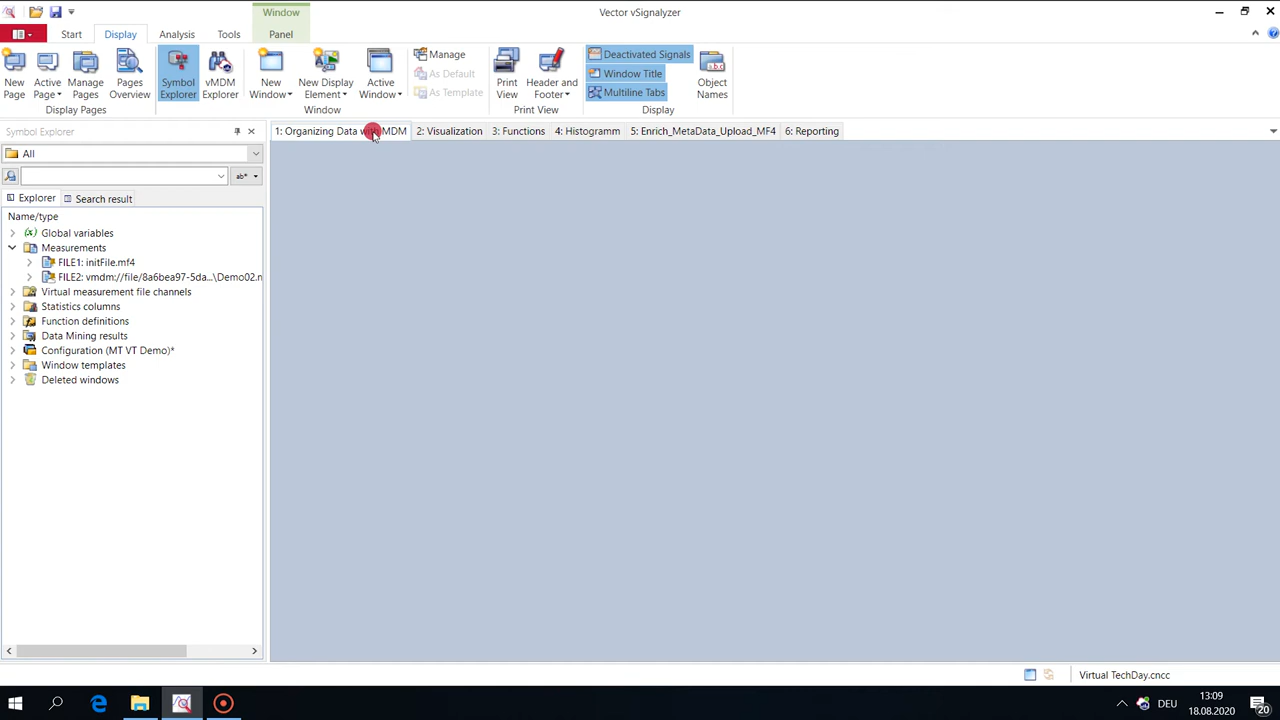 Window
Vector vSignalyzer
Start
Display
Analysis
Tools
Panel
New Page
Active Page
Manage Pages
Pages Overview
Symbol Explorer
vMDM Explorer
New Window
New Display Element
Active Window
Manage
As Default
As Template
Print View
Header and Footer
Deactivated Signals
Window Title
Multiline Tabs
Object Names
Display Pages
Window
Print View
Display
Symbol Explorer
1: Organizing Data MDM
2: Visualization
3: Functions
4: Histogramm
5: Enrich_MetaData_Upload_MF4
6: Reporting
All
ab*
Explorer
Search result
Name/type
Global variables
Measurements
FILE1: initFile.mf4
FILE2: vmdm://file/8a6bea97-5da...\Demo02.n
Virtual measurement file channels
Statistics columns
Function definitions
Data Mining results
Configuration (MT VT Demo)*
Window templates
Deleted windows
Virtual TechDay.cncc
DEU
13:09
18.08.2020
20